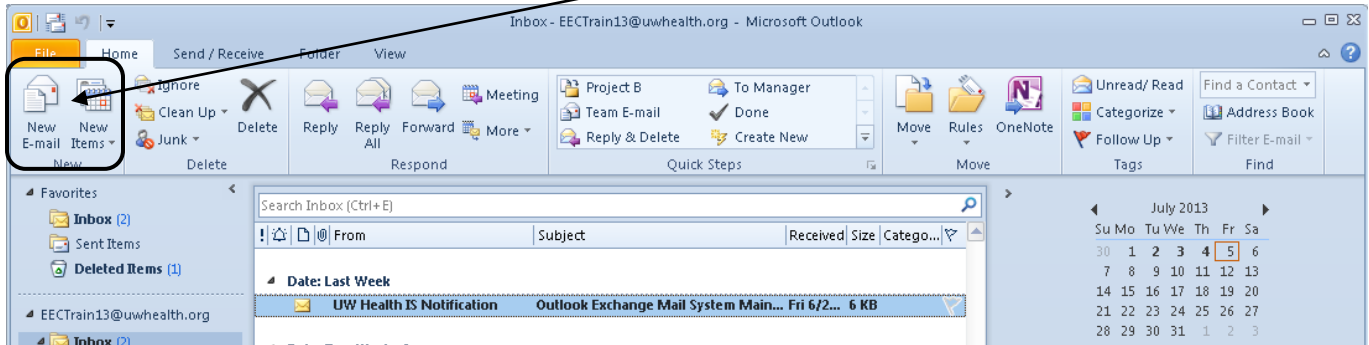 Inbox - EECTrain13@uwhealth.org - Microsoft Outlook
File Home Send / Receive Folder View
New E-mail
New Items
New
Ignore
Clean Up
Junk
Delete
Delete
Reply
Reply All
Forward
Meeting
More
Respond
Project B
Team E-mail
Reply & Delete
To Manager
Done
Create New
Quick Steps
Move
Rules
OneNote
Move
Unread/ Read
Categorize
Follow Up
Tags
Find a Contact
Address Book
Filter E-mail
Find
Favorites
Inbox (2)
Sent Items
Deleted Items (1)
EECTrain13@uwhealth.org
Inbox (2)
Search Inbox (Ctrl+E)
From Subject Received Size Catego...
Date: Last Week
UW Health IS Notification Outlook Exchange Mail System Main... Fri 6/2... 6 KB
July 2013
Su Mo Tu We Th Fr Sa
30 1 2 3 4 5 6
7 8 9 10 11 12 13
14 15 16 17 18 19 20
21 22 23 24 25 26 27
28 29 30 31 1 2 3